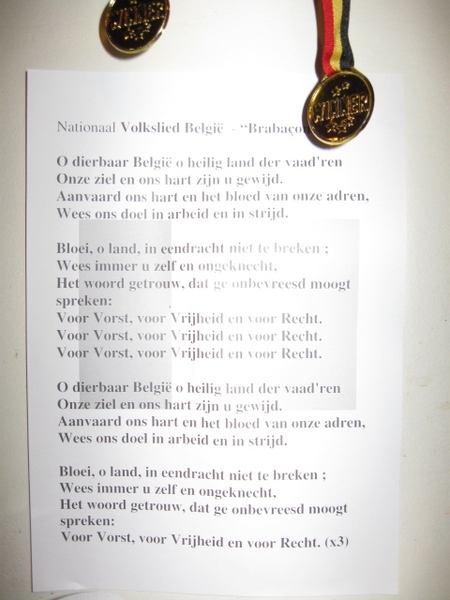 WINNER
WINNER
Nationaal Volkslied België - "Brabaço
O dierbaar België o heilig land der vaad'ren
Onze ziel en ons hart zijn u gewijd.
Aanvaard ons hart en het bloed van onze adren,
Wees ons doel in arbeid en in strijd.
Bloei, o land, in eendracht niet te breken ;
Wees immer u zelf en ongeknecht,
Het woord getrouw, dat ge onbevreesd moogt
spreken:
Voor Vorst, voor Vrijheid en voor Recht.
Voor Vorst, voor Vrijheid en voor Recht.
Voor Vorst, voor Vrijheid en voor Recht.
O dierbaar België o heilig land der vaad'ren
Onze ziel en ons hart zijn u gewijd.
Aanvaard ons hart en het bloed van onze adren,
Wees ons doel in arbeid en in strijd.
Bloei, o land, in eendracht niet te breken ;
Wees immer u zelf en ongeknecht,
Het woord getrouw, dat ge onbevreesd moogt
spreken:
Voor Vorst, voor Vrijheid en voor Recht. (x3)